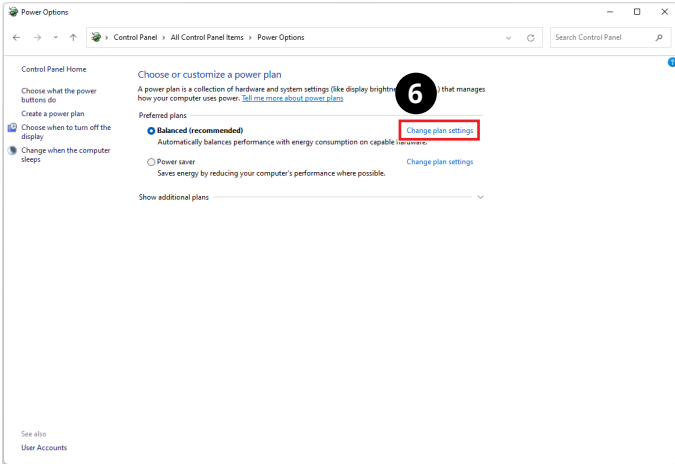 Power Options
Control Panel > All Control Panel Items > Power Options
Search Control Panel
Control Panel Home
Choose what the power
buttons do
Create a power plan
Choose when to turn off the
display
Change when the computer
sleeps
Choose or customize a power plan
A power plan is a collection of hardware and system settings (like display ) that manages
how your computer uses power. Tell me more about power plans
6
Preferred plans
Balanced (recommended)
Change plan settings
Automatically balances performance with energy consumption on capable hardware.
Power saver
Change plan settings
Saves energy by reducing your computer's performance where possible.
Show additional plans
See also
User Accounts
?